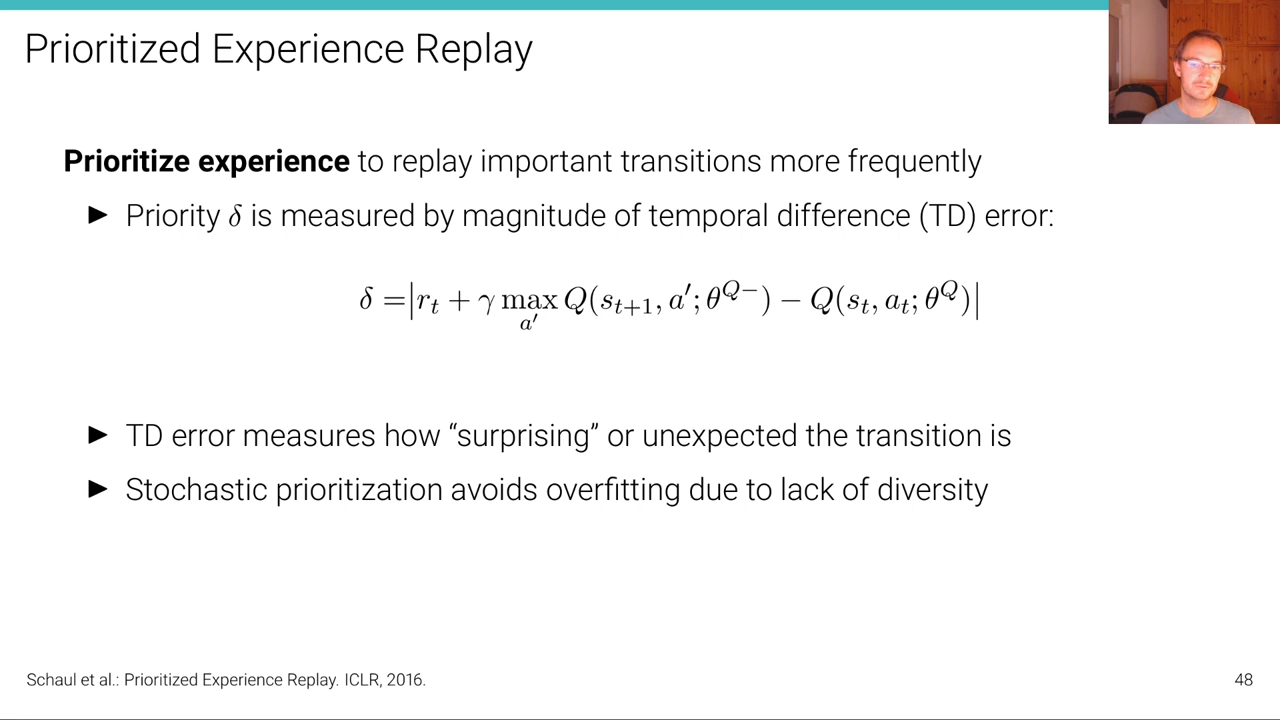 Prioritized Experience Replay
Prioritize experience to replay important transitions more frequently
▶ Priority δ is measured by magnitude of temporal difference (TD) error:
δ =|r_t + γ max_{a′} Q(s_{t+1}, a′; θ^{Q−}) − Q(s_t, a_t; θ^Q)|
▶ TD error measures how “surprising” or unexpected the transition is
▶ Stochastic prioritization avoids overfitting due to lack of diversity
Schaul et al.: Prioritized Experience Replay. ICLR, 2016.
48